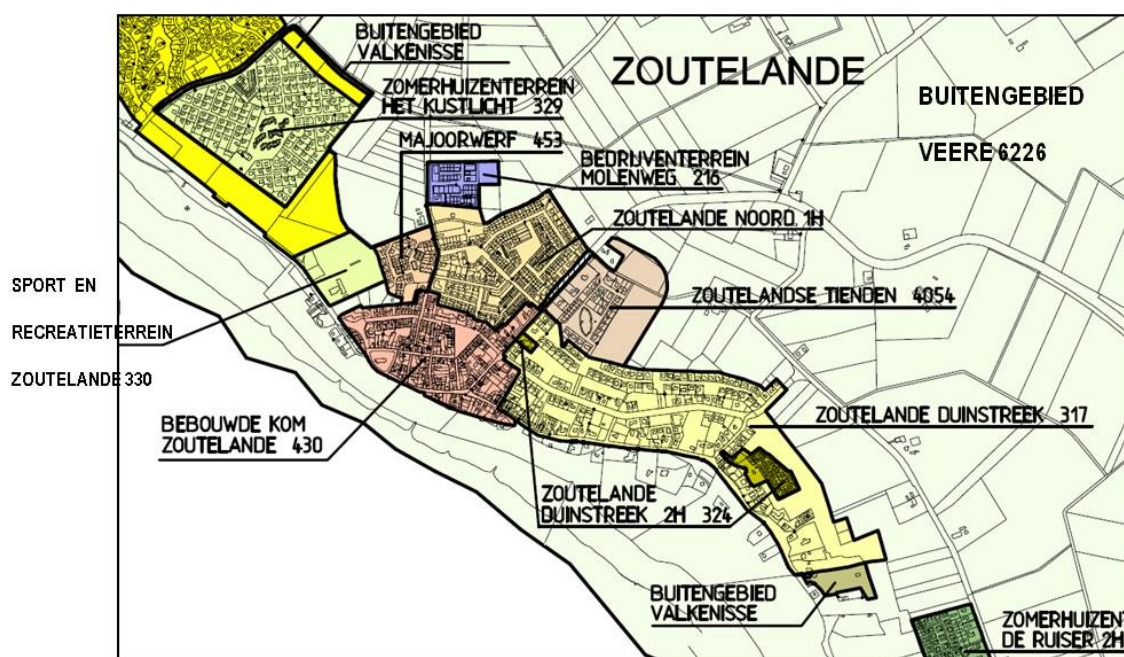 BUITENGEBIED
VALKENISSE
ZOUTELANDE
ZOMERHUIZENTERREIN
HET KUSTLICHT 329
BUITENGEBIED
VEERE 6226
MAJOORWERF 453
BEDRIJVENTERREIN
MOLENWEG 216
ZOUTELANDE NOORD 1H
SPORT EN
RECREATIETERREIN
ZOUTELANDE 330
ZOUTELANDSE TIENDEN 4054
BEBOUWDE KOM
ZOUTELANDE 430
ZOUTELANDE DUINSTREEK 317
ZOUTELANDE
DUINSTREEK 2H 324
BUITENGEBIED
VALKENISSE
ZOMERHUIZENT
DE RUISER 2H